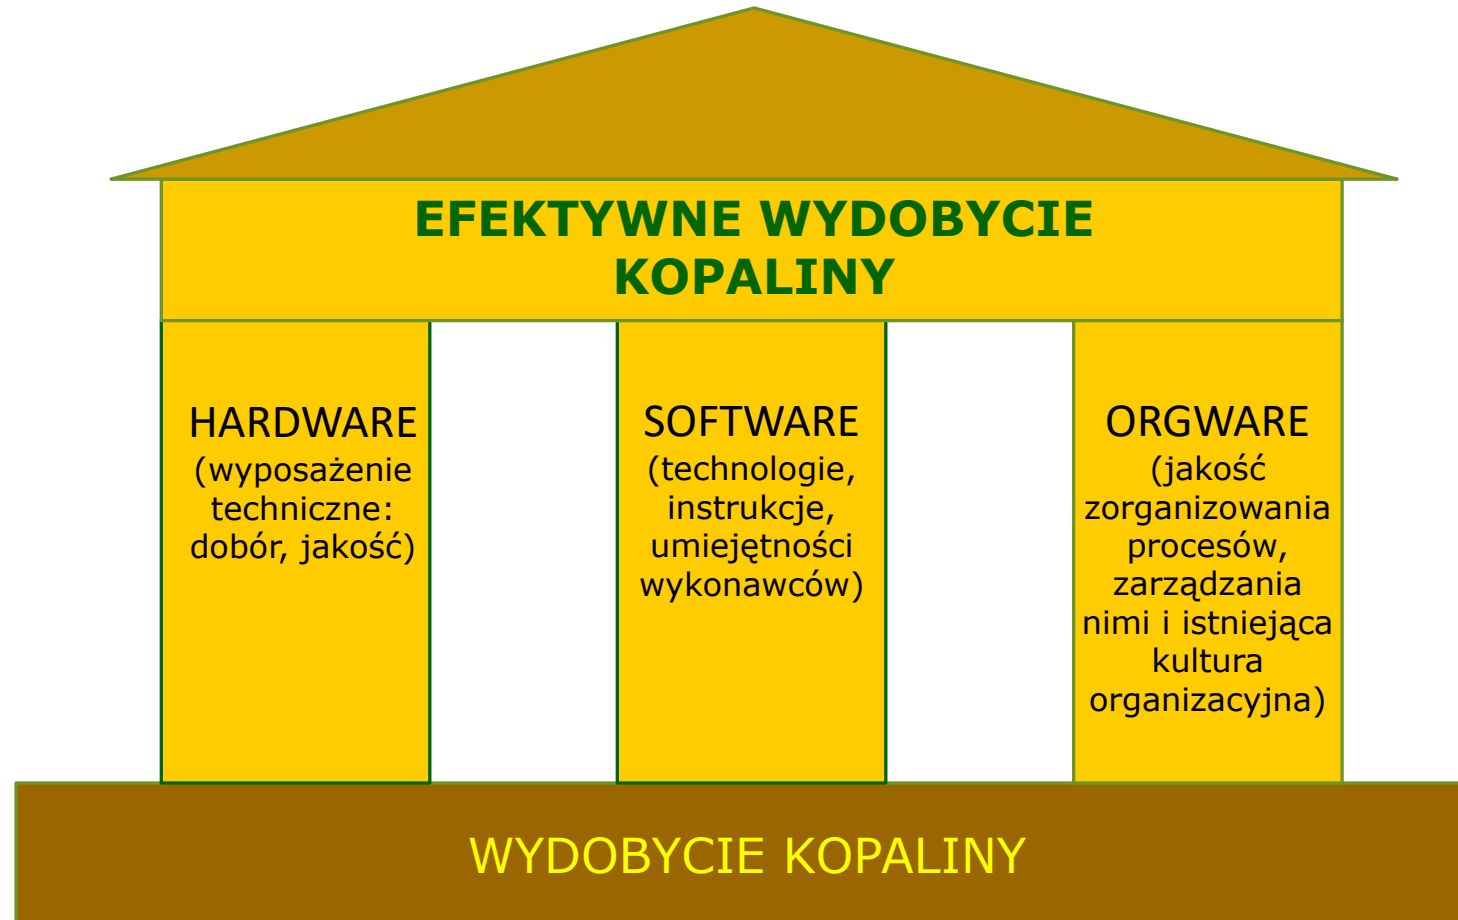 EFEKTYWNE WYDOBYCIE
KOPALINY
HARDWARE
(wyposażenie
techniczne:
dobór, jakość)
SOFTWARE
(technologie,
instrukcje,
umiejętności
wykonawców)
ORGWARE
(jakość
zorganizowania
procesów,
zarządzania
nimi i istniejąca
kultura
organizacyjna)
WYDOBYCIE KOPALINY